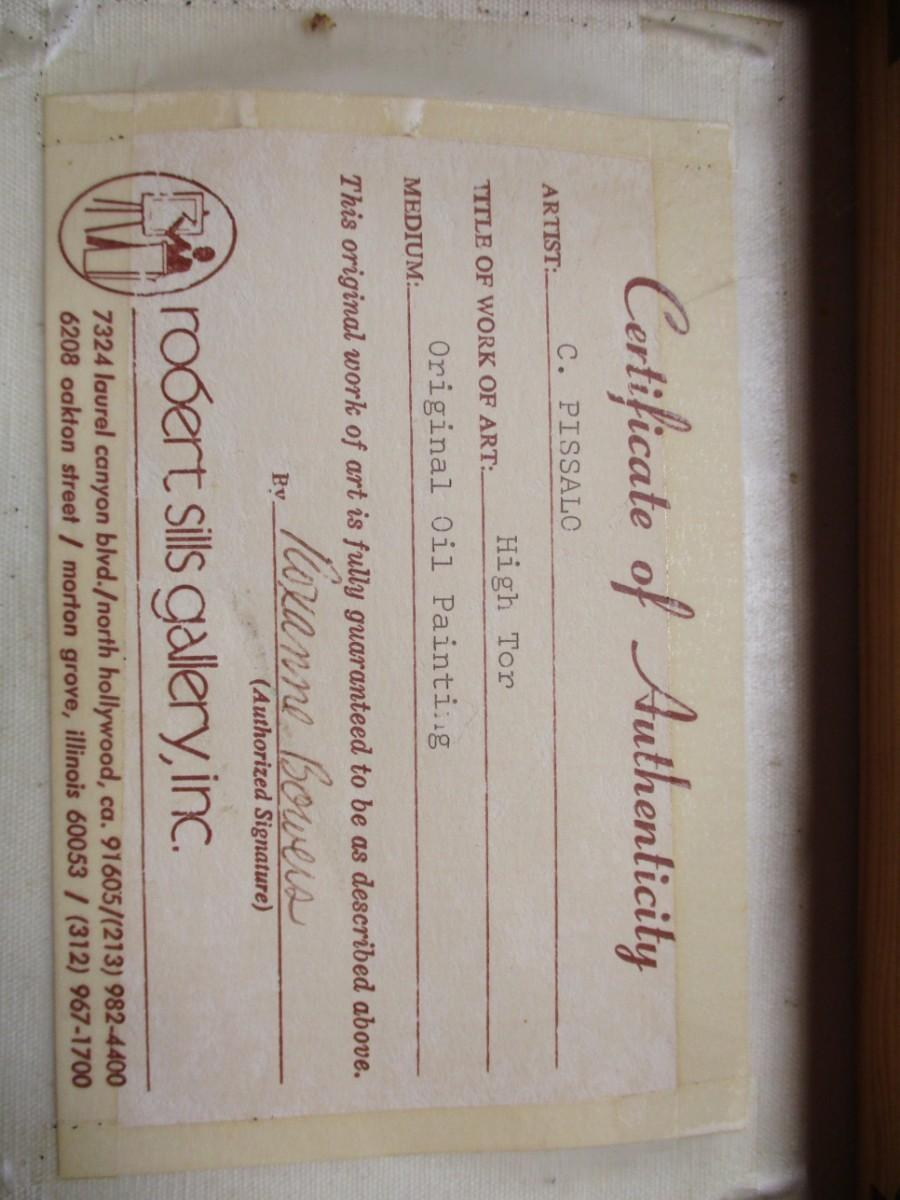 Certificate of Authenticity
ARTIST: C. PISSALO
TITLE OF WORK OF ART: High Tor
MEDIUM: Original Oil Painting
This original work of art is fully guaranteed to be as described above.
By Roxanne Bowers
(Authorized Signature)
robert sills gallery, inc.
7324 laurel canyon blvd./north hollywood, ca. 91605/(213) 982-4400
6208 oakton street / morton grove, illinois 60053 / (312) 967-1700